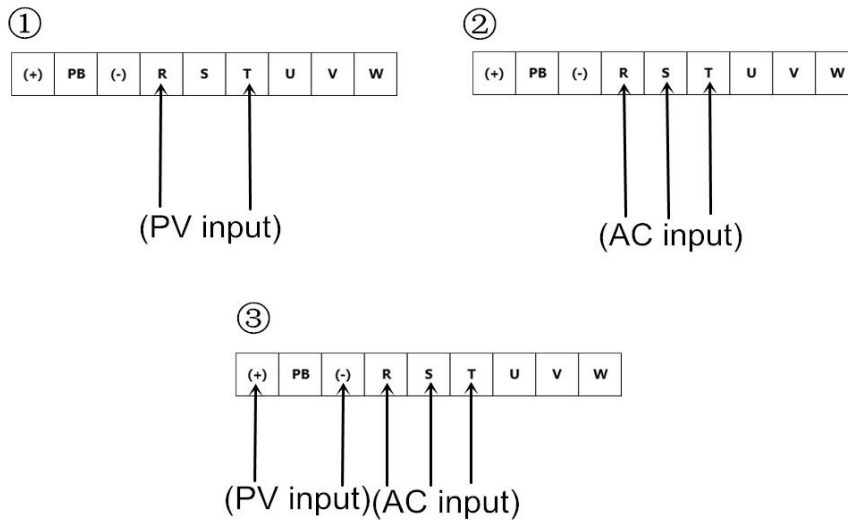 ①
(+) PB (-) R S T U V W
(PV input)
②
(+) PB (-) R S T U V W
(AC input)
③
(+) PB (-) R S T U V W
(PV input) (AC input)